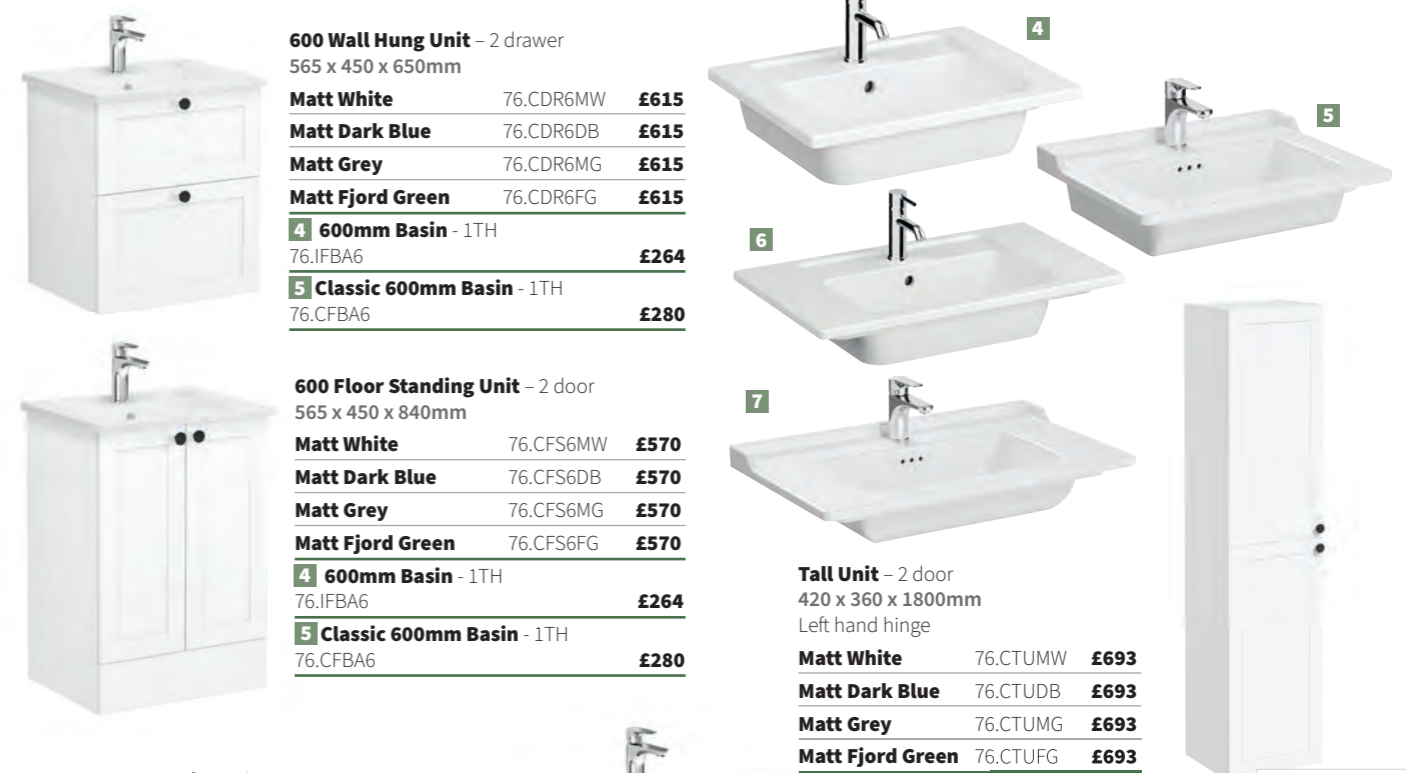 600 Wall Hung Unit – 2 drawer
565 x 450 x 650mm
Matt White 76.CDR6MW £615
Matt Dark Blue 76.CDR6DB £615
Matt Grey 76.CDR6MG £615
Matt Fjord Green 76.CDR6FG £615
4 600mm Basin - 1TH
76.IFBA6 £264
5 Classic 600mm Basin - 1TH
76.CFBA6 £280
600 Floor Standing Unit – 2 door
565 x 450 x 840mm
Matt White 76.CFS6MW £570
Matt Dark Blue 76.CFS6DB £570
Matt Grey 76.CFS6MG £570
Matt Fjord Green 76.CFS6FG £570
4 600mm Basin - 1TH
76.IFBA6 £264
5 Classic 600mm Basin - 1TH
76.CFBA6 £280
4
5
6
7
Tall Unit – 2 door
420 x 360 x 1800mm
Left hand hinge
Matt White 76.CTUMW £693
Matt Dark Blue 76.CTUDB £693
Matt Grey 76.CTUMG £693
Matt Fjord Green 76.CTUFG £693